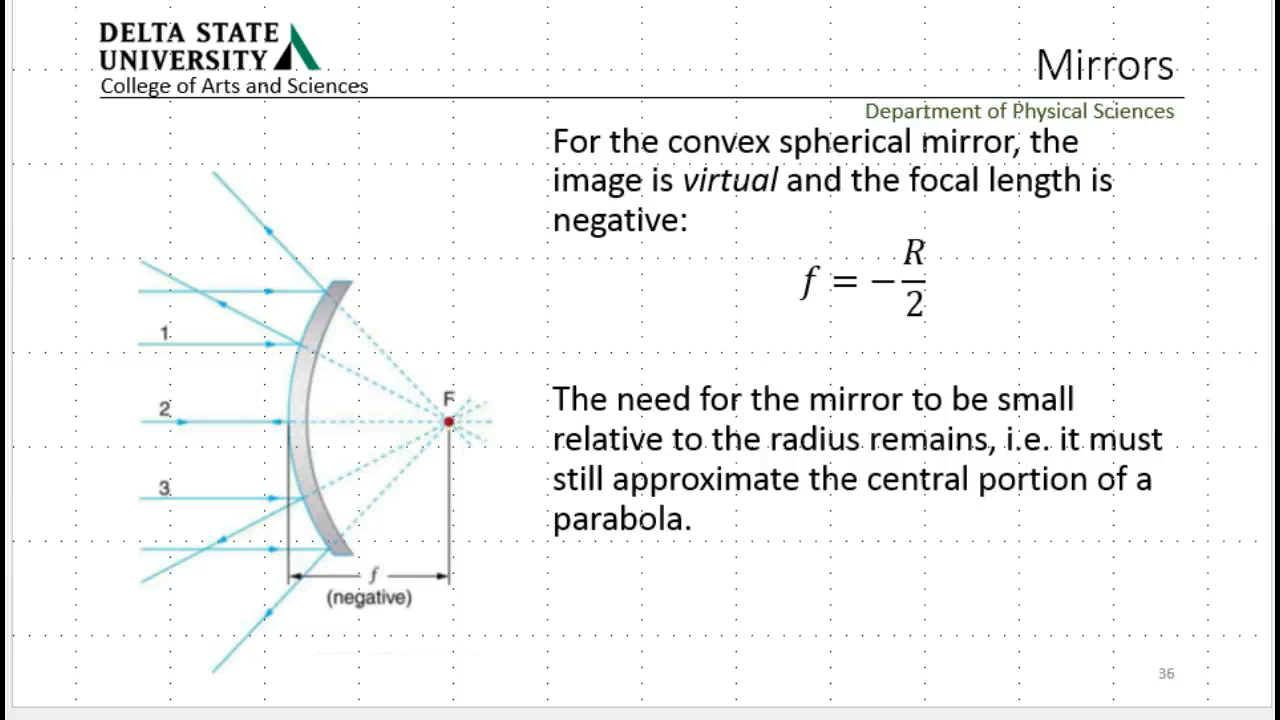 DELTA STATE
UNIVERSITY
College of Arts and Sciences
Mirrors
Department of Physical Sciences
For the convex spherical mirror, the
image is virtual and the focal length is
negative:
f = −R/2
The need for the mirror to be small
relative to the radius remains, i.e. it must
still approximate the central portion of a
parabola.
1
2
3
F
f
(negative)
36